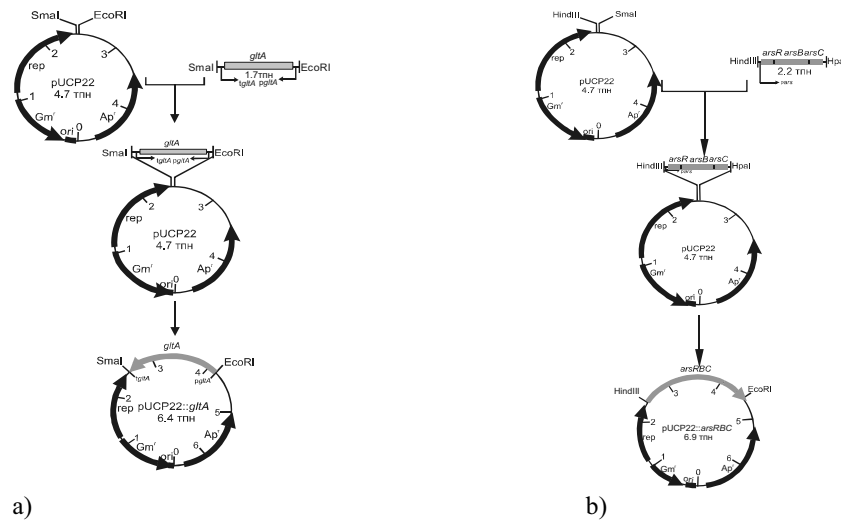 SmaI
EcoRI
2
3
rep
pUCP22
4.7 тпн
1
4
Gmʳ
Apʳ
ori
0
gltA
SmaI
EcoRI
1.7тпн
tgltA pgltA
gltA
SmaI
EcoRI
tgltA pgltA
2
3
rep
pUCP22
4.7 тпн
1
4
Gmʳ
Apʳ
ori
0
gltA
SmaI
EcoRI
3
4
tgltA
pgltA
2
rep
pUCP22::gltA
6.4 тпн
5
1
Gmʳ
Apʳ
6
ori
0
a)
HindIII
SmaI
2
3
rep
pUCP22
4.7 тпн
1
4
Gmʳ
Apʳ
ori
0
arsR arsBarsC
HindIII
HpaI
2.2 тпн
pars
arsR arsBarsC
HindIII
HpaI
pars
2
3
rep
pUCP22
4.7 тпн
1
4
Gmʳ
Apʳ
ori
0
arsRBC
HindIII
EcoRI
3
4
2
5
rep
pUCP22::arsRBC
6.9 тпн
1
Gmʳ
Apʳ
6
ori
0
b)